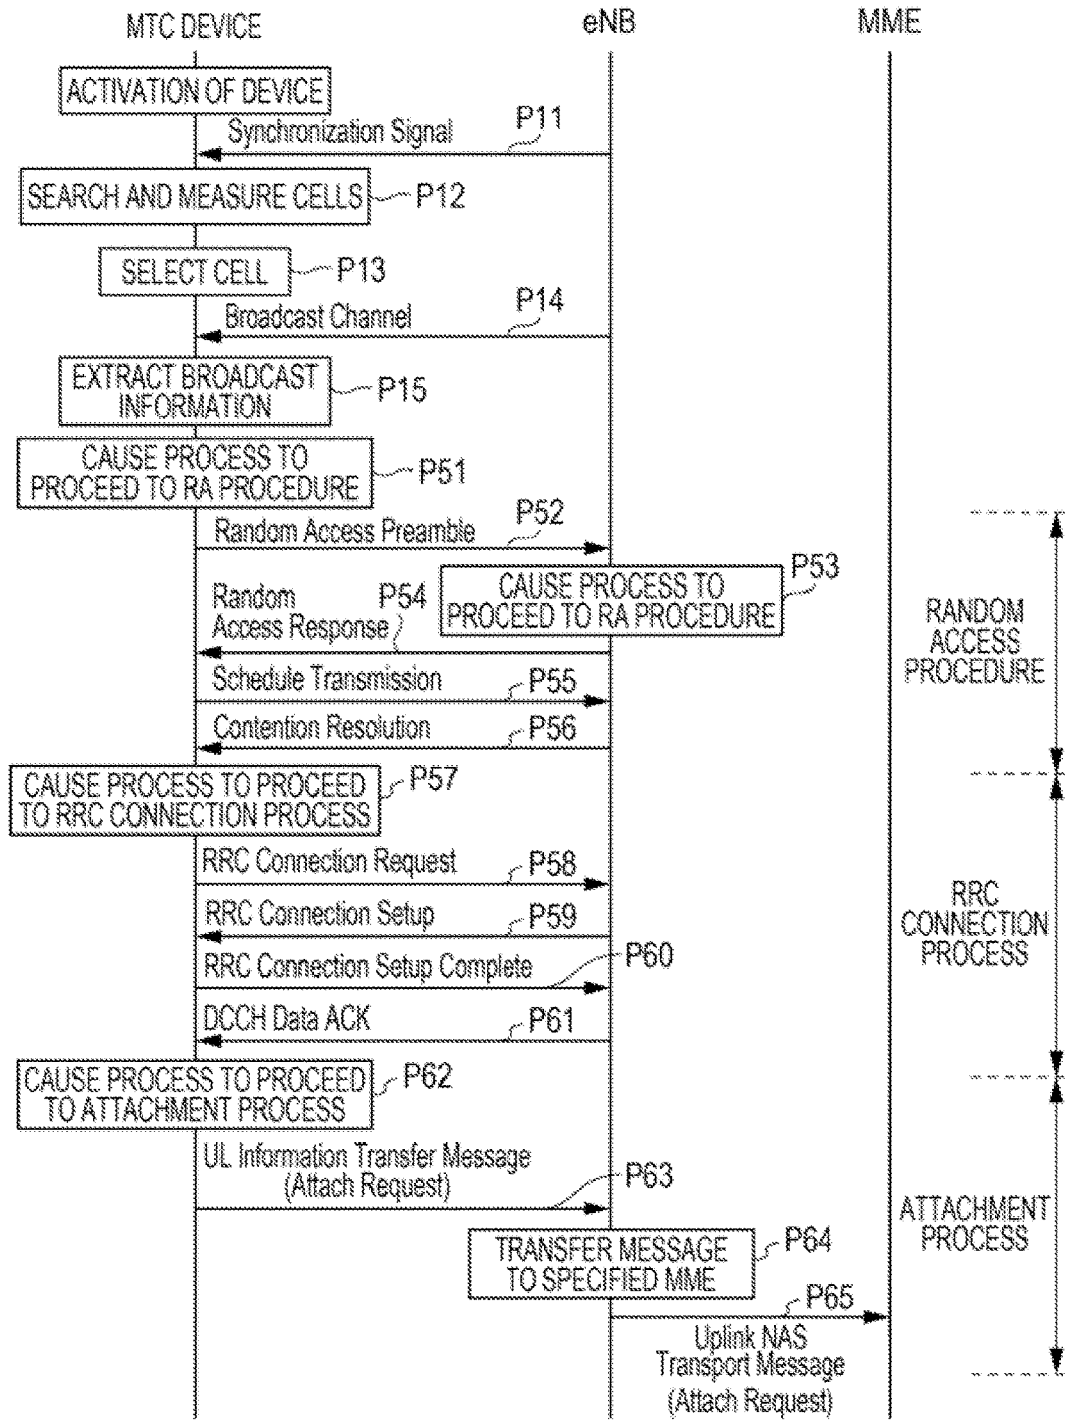 MTC DEVICE
eNB
MME
ACTIVATION OF DEVICE
P11
Synchronization Signal
SEARCH AND MEASURE CELLS
P12
SELECT CELL
P13
P14
Broadcast Channel
EXTRACT BROADCAST
INFORMATION
P15
CAUSE PROCESS TO
PROCEED TO RA PROCEDURE
P51
P52
Random Access Preamble
P53
CAUSE PROCESS TO
PROCEED TO RA PROCEDURE
P54
Random
Access Response
RANDOM
ACCESS
PROCEDURE
Schedule Transmission
P55
Contention Resolution
P56
CAUSE PROCESS TO PROCEED
TO RRC CONNECTION PROCESS
P57
RRC Connection Request
P58
RRC Connection Setup
P59
RRC
CONNECTION
PROCESS
RRC Connection Setup Complete
P60
DCCH Data ACK
P61
CAUSE PROCESS TO PROCEED
TO ATTACHMENT PROCESS
P62
UL Information Transfer Message
(Attach Request)
P63
ATTACHMENT
PROCESS
TRANSFER MESSAGE
TO SPECIFIED MME
P64
P65
Uplink NAS
Transport Message
(Attach Request)